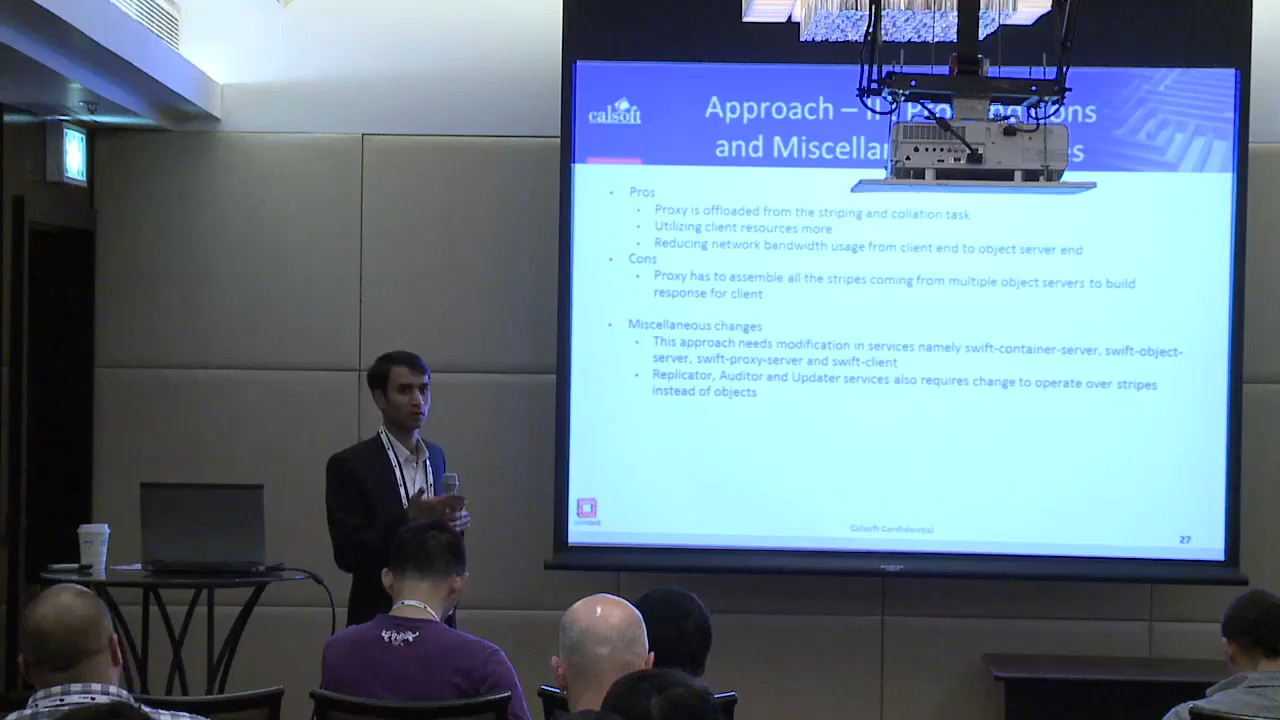 calsoft
Approach – II
and Miscella
Pros
Proxy is offloaded from the striping and collation task
Utilizing client resources more
Reducing network bandwidth usage from client end to object server end
Cons
Proxy has to assemble all the stripes coming from multiple object servers to build
response for client
Miscellaneous changes
This approach needs modification in services namely swift-container-server, swift-object-
server, swift-proxy-server and swift-client
Replicator, Auditor and Updater services also requires change to operate over stripes
instead of objects
openstack
Calsoft Confidential
27